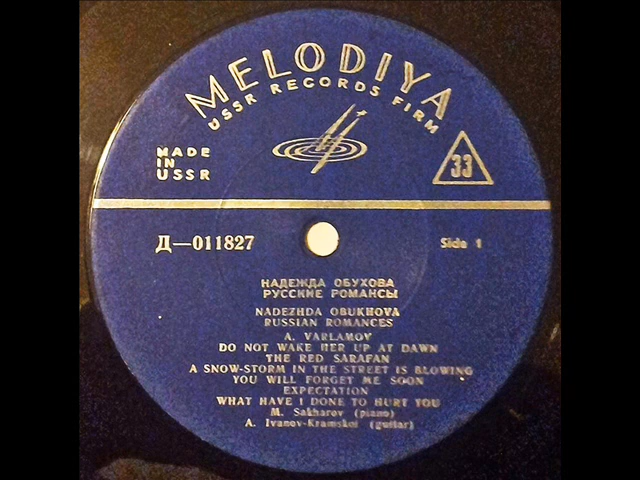 MELODIYA
USSR RECORDS FIRM
MADE
IN
USSR
33
Д—011827
Side 1
НАДЕЖДА ОБУХОВА
РУССКИЕ РОМАНСЫ
NADEZHDA OBUKHOVA
RUSSIAN ROMANCES
A. VARLAMOV
DO NOT WAKE HER UP AT DAWN
THE RED SARAFAN
A SNOW-STORM IN THE STREET IS BLOWING
YOU WILL FORGET ME SOON
EXPECTATION
WHAT HAVE I DONE TO HURT YOU
M. Sakharov (piano)
A. Ivanov-Kramskoi (guitar)